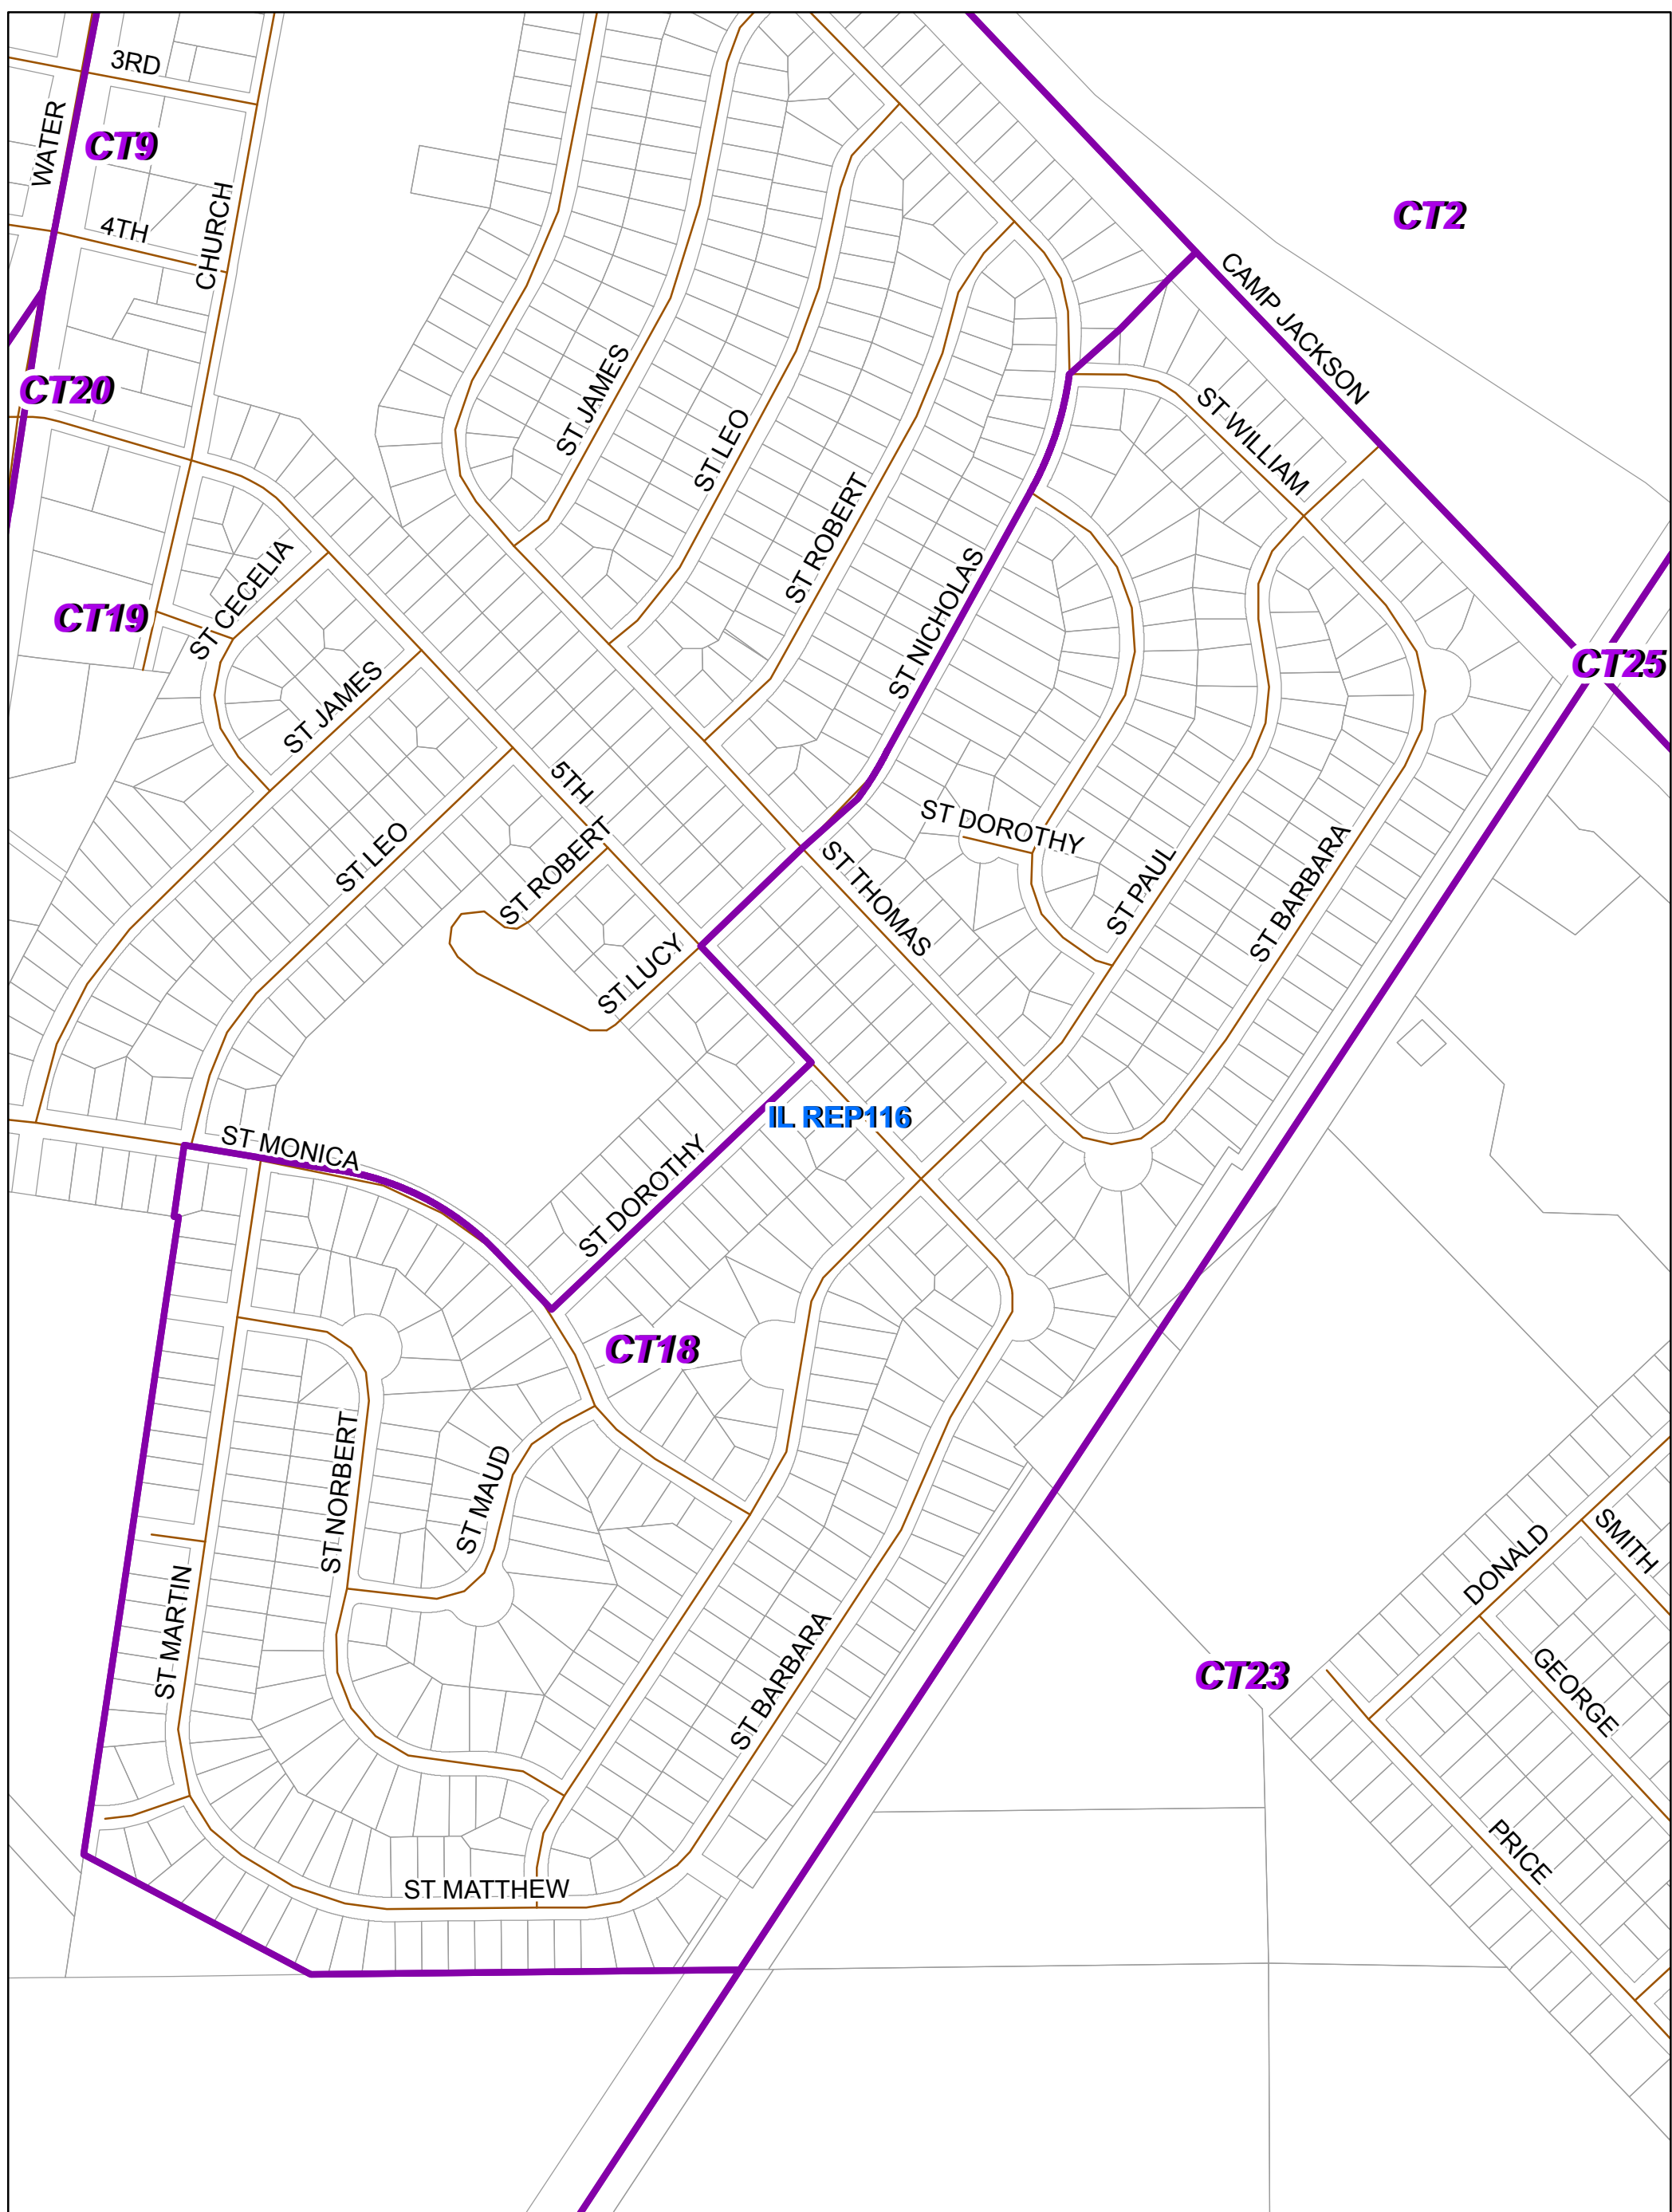 3RD
WATER
CT9
4TH
CHURCH
CT2
CAMP JACKSON
CT20
ST JAMES
ST LEO
ST WILLIAM
ST ROBERT
ST CECELIA
ST NICHOLAS
CT19
CT25
ST JAMES
5TH
ST LEO
ST ROBERT
ST DOROTHY
ST THOMAS
ST PAUL
ST BARBARA
ST LUCY
IL REP116
ST MONICA
ST DOROTHY
CT18
ST NORBERT
ST MAUD
ST MARTIN
ST BARBARA
DONALD
SMITH
CT23
GEORGE
PRICE
ST MATTHEW